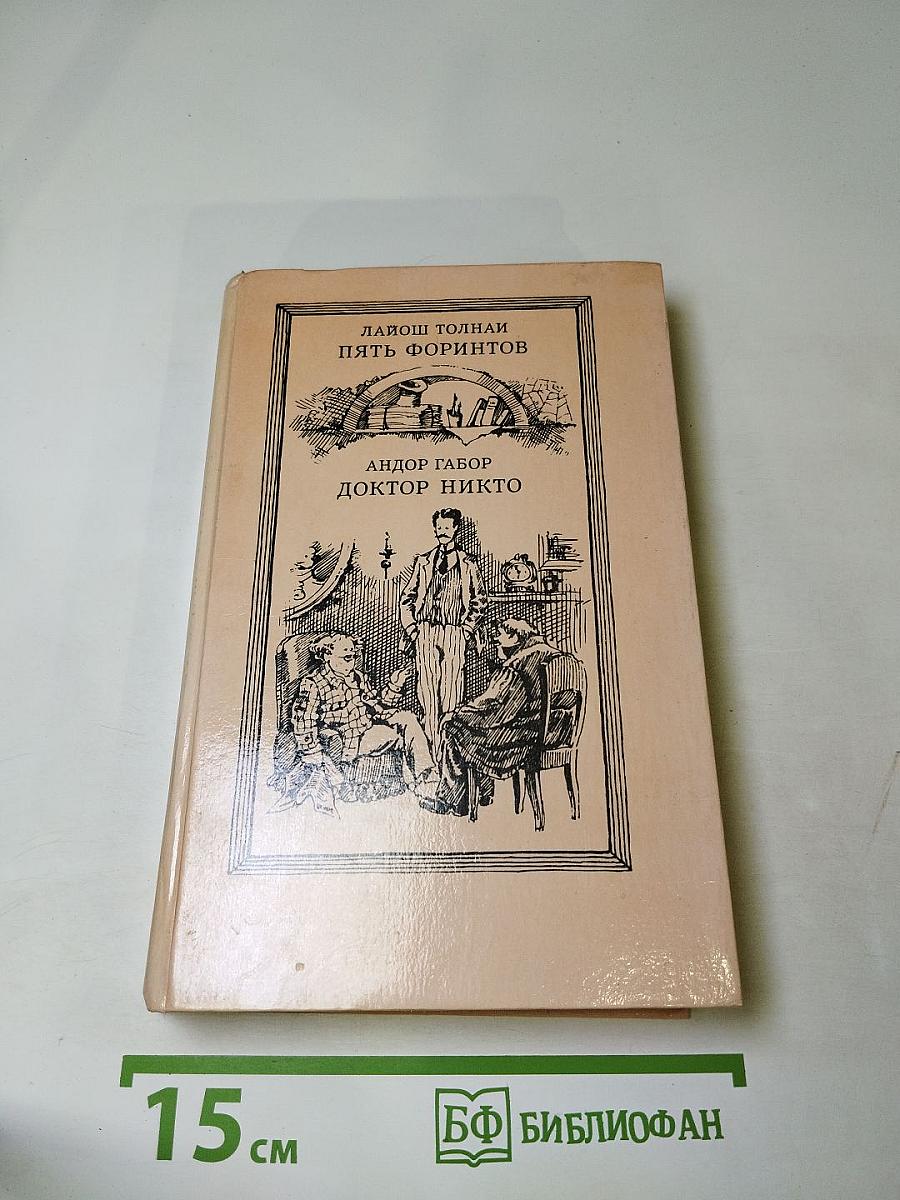 ЛАЙОШ ТОЛНАИ
ПЯТЬ ФОРИНТОВ
АНДОР ГАБОР
ДОКТОР НИКТО
15 см
БФ БИБЛИОФАН